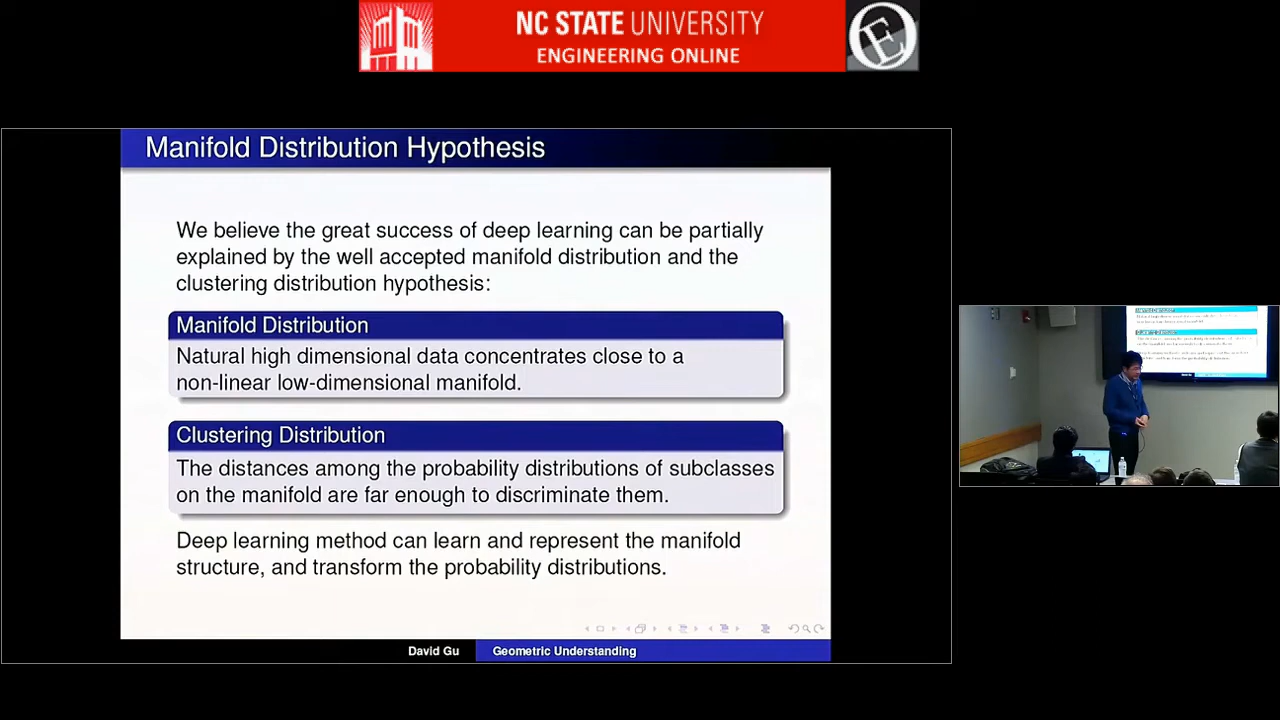 NC STATE UNIVERSITY
ENGINEERING ONLINE
Manifold Distribution Hypothesis
We believe the great success of deep learning can be partially
explained by the well accepted manifold distribution and the
clustering distribution hypothesis:
Manifold Distribution
Natural high dimensional data concentrates close to a
non-linear low-dimensional manifold.
Clustering Distribution
The distances among the probability distributions of subclasses
on the manifold are far enough to discriminate them.
Deep learning method can learn and represent the manifold
structure, and transform the probability distributions.
David Gu
Geometric Understanding